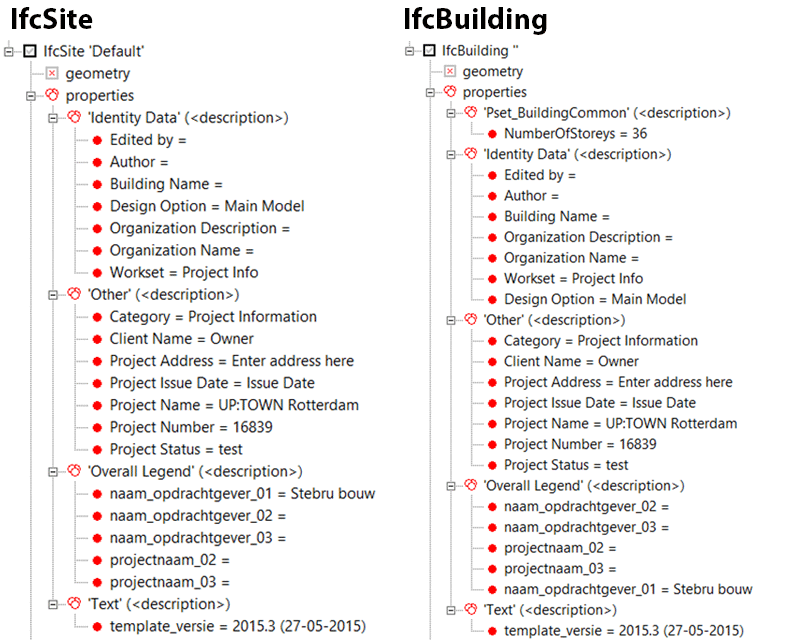 IfcSite
IfcSite 'Default'
geometry
properties
'Identity Data' (<description>)
Edited by =
Author =
Building Name =
Design Option = Main Model
Organization Description =
Organization Name =
Workset = Project Info
'Other' (<description>)
Category = Project Information
Client Name = Owner
Project Address = Enter address here
Project Issue Date = Issue Date
Project Name = UP:TOWN Rotterdam
Project Number = 16839
Project Status = test
'Overall Legend' (<description>)
naam_opdrachtgever_01 = Stebru bouw
naam_opdrachtgever_02 =
naam_opdrachtgever_03 =
projectnaam_02 =
projectnaam_03 =
'Text' (<description>)
template_versie = 2015.3 (27-05-2015)
IfcBuilding
IfcBuilding ''
geometry
properties
'Pset_BuildingCommon' (<description>)
NumberOfStoreys = 36
'Identity Data' (<description>)
Edited by =
Author =
Building Name =
Organization Description =
Organization Name =
Workset = Project Info
Design Option = Main Model
'Other' (<description>)
Category = Project Information
Client Name = Owner
Project Address = Enter address here
Project Issue Date = Issue Date
Project Name = UP:TOWN Rotterdam
Project Number = 16839
Project Status = test
'Overall Legend' (<description>)
naam_opdrachtgever_02 =
naam_opdrachtgever_03 =
projectnaam_02 =
projectnaam_03 =
naam_opdrachtgever_01 = Stebru bouw
'Text' (<description>)
template_versie = 2015.3 (27-05-2015)